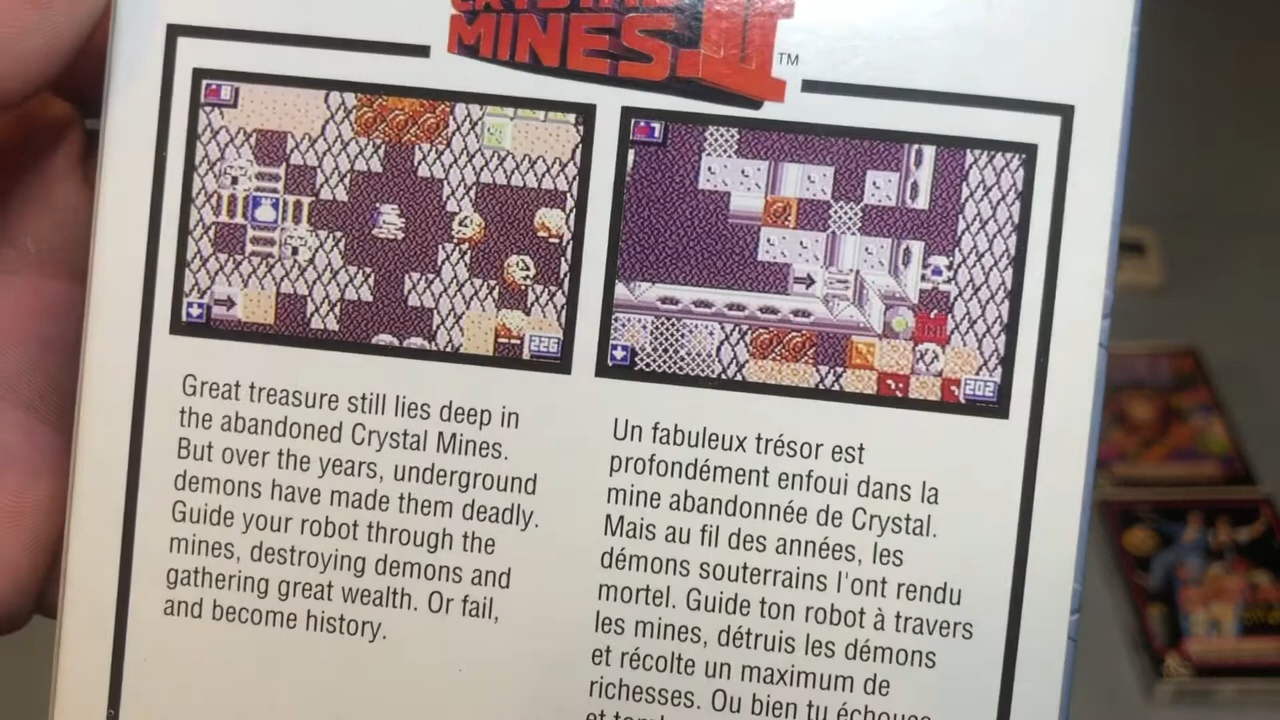 CRYSTAL
MINES II
TM
8
226
7
202
Great treasure still lies deep in
the abandoned Crystal Mines.
But over the years, underground
demons have made them deadly.
Guide your robot through the
mines, destroying demons and
gathering great wealth. Or fail,
and become history.
Un fabuleux trésor est
profondément enfoui dans la
mine abandonnée de Crystal.
Mais au fil des années, les
démons souterrains l'ont rendu
mortel. Guide ton robot à travers
les mines, détruis les démons
et récolte un maximum de
richesses. Ou bien tu échoues
et